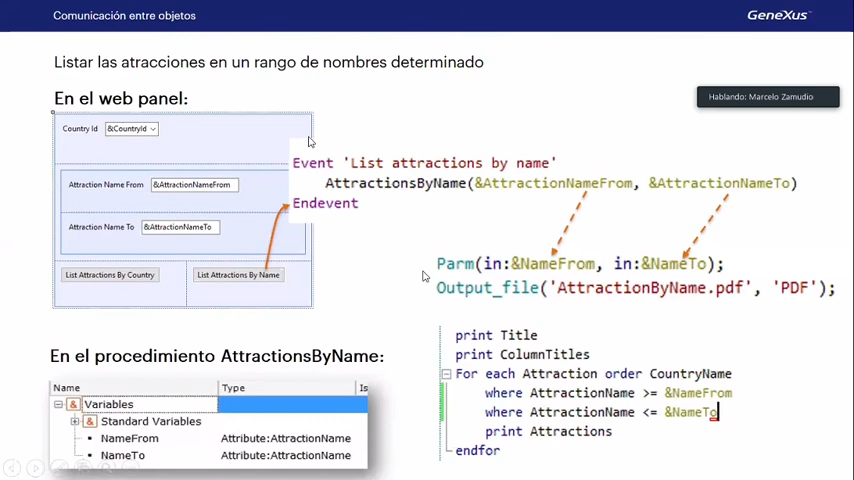 Comunicación entre objetos
GeneXus
Listar las atracciones en un rango de nombres determinado
En el web panel:
Hablando: Marcelo Zamudio
Country Id &CountryId
Attraction Name From &AttractionNameFrom
Attraction Name To &AttractionNameTo
List Attractions By Country List Attractions By Name
Event 'List attractions by name'
AttractionsByName(&AttractionNameFrom, &AttractionNameTo)
Endevent
Parm(in:&NameFrom, in:&NameTo);
Output_file('AttractionByName.pdf', 'PDF');
print Title
print ColumnTitles
For each Attraction order CountryName
where AttractionName >= &NameFrom
where AttractionName <= &NameTo
print Attractions
endfor
En el procedimiento AttractionsByName:
Name Type Is
Variables
Standard Variables
NameFrom Attribute:AttractionName
NameTo Attribute:AttractionName